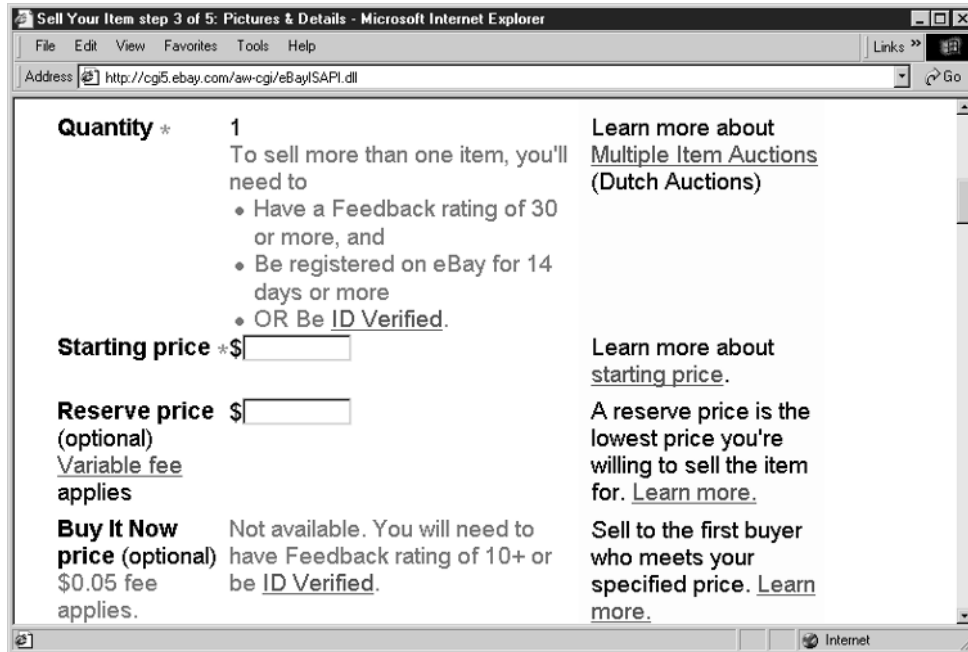 Sell Your Item step 3 of 5: Pictures & Details - Microsoft Internet Explorer
File Edit View Favorites Tools Help
Links »
Address http://cgi5.ebay.com/aw-cgi/eBayISAPI.dll
Go
Quantity *
1
To sell more than one item, you'll
need to
• Have a Feedback rating of 30
or more, and
• Be registered on eBay for 14
days or more
• OR Be ID Verified.
Learn more about
Multiple Item Auctions
(Dutch Auctions)
Starting price *
$
Learn more about
starting price.
Reserve price
(optional)
Variable fee
applies
$
A reserve price is the
lowest price you're
willing to sell the item
for. Learn more.
Buy It Now
price (optional)
$0.05 fee
applies.
Not available. You will need to
have Feedback rating of 10+ or
be ID Verified.
Sell to the first buyer
who meets your
specified price. Learn
more.
Internet